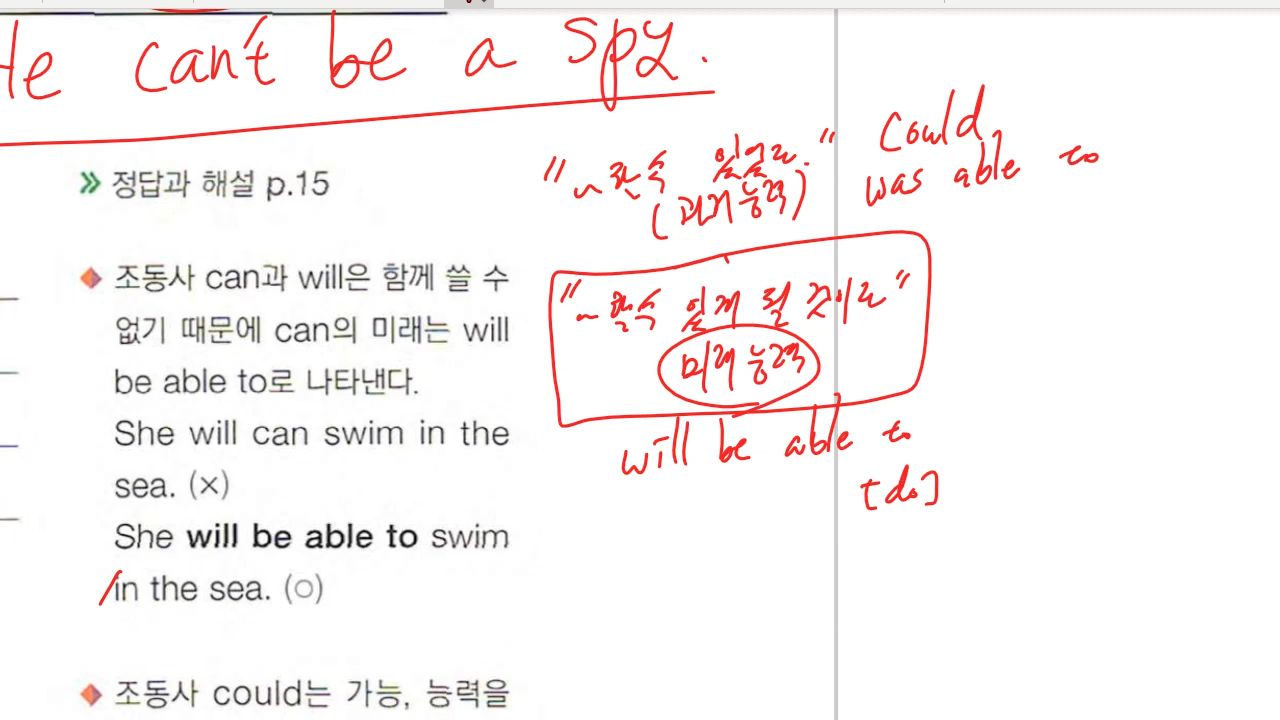 He can't be a spy.
» 정답과 해설 p.15
"~할 수 있었다."
(과거 능력)
could
was able to
조동사 can과 will은 함께 쓸 수
없기 때문에 can의 미래는 will
be able to로 나타낸다.
She will can swim in the
sea. (×)
She will be able to swim
in the sea. (○)
"~할 수 있게 될 것이다"
미래 능력
will be able to
[do]
조동사 could는 가능, 능력을